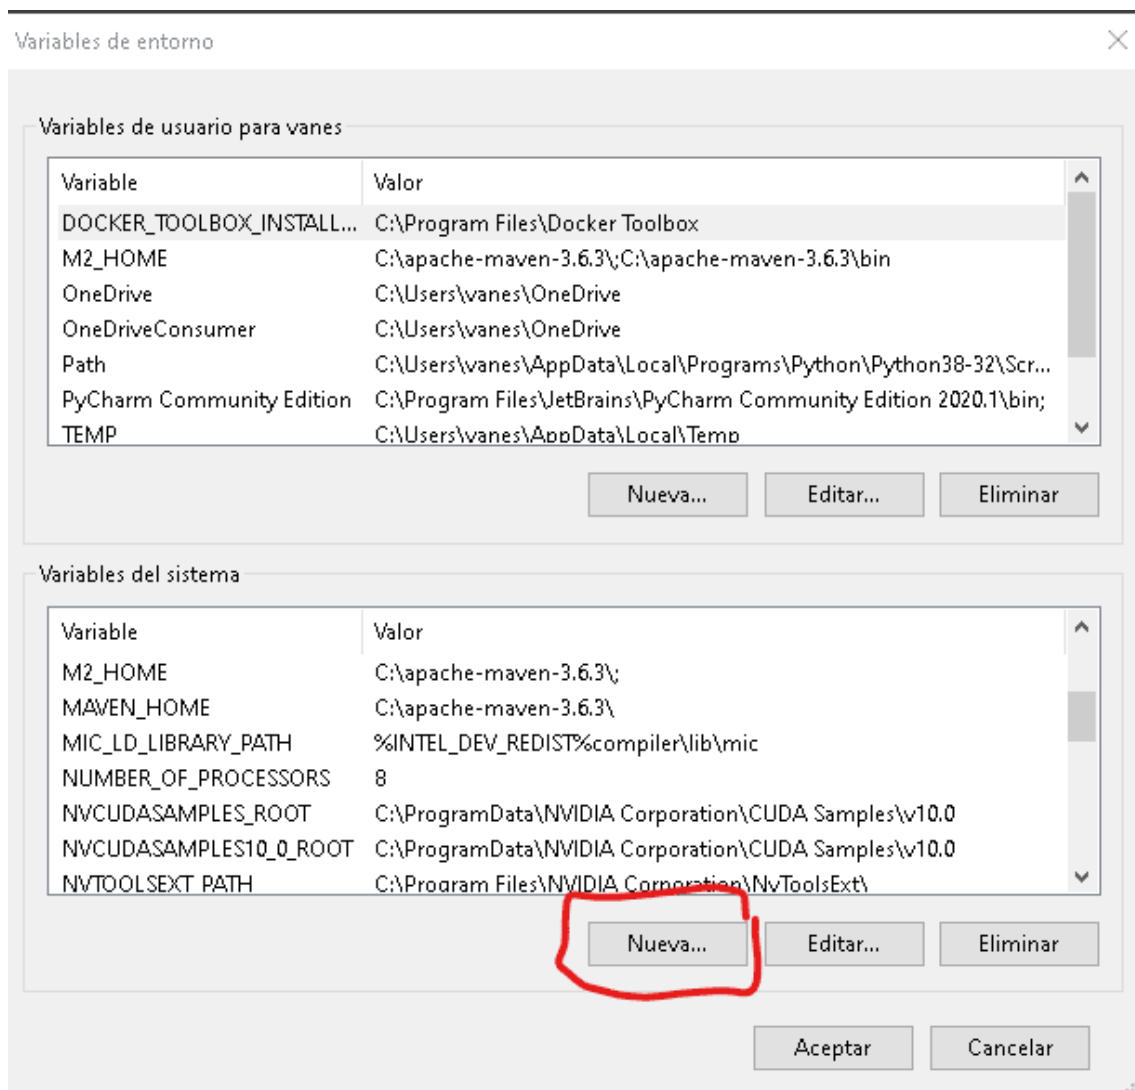 Variables de entorno
Variables de usuario para vanes
Variable Valor
DOCKER_TOOLBOX_INSTALL... C:\Program Files\Docker Toolbox
M2_HOME C:\apache-maven-3.6.3\;C:\apache-maven-3.6.3\bin
OneDrive C:\Users\vanes\OneDrive
OneDriveConsumer C:\Users\vanes\OneDrive
Path C:\Users\vanes\AppData\Local\Programs\Python\Python38-32\Scr...
PyCharm Community Edition C:\Program Files\JetBrains\PyCharm Community Edition 2020.1\bin;
TEMP C:\Users\vanes\AppData\Local\Temp
Nueva... Editar... Eliminar
Variables del sistema
Variable Valor
M2_HOME C:\apache-maven-3.6.3\;
MAVEN_HOME C:\apache-maven-3.6.3\
MIC_LD_LIBRARY_PATH %INTEL_DEV_REDIST%compiler\lib\mic
NUMBER_OF_PROCESSORS 8
NVCUDASAMPLES_ROOT C:\ProgramData\NVIDIA Corporation\CUDA Samples\v10.0
NVCUDASAMPLES10_0_ROOT C:\ProgramData\NVIDIA Corporation\CUDA Samples\v10.0
NVTOOLSEXT_PATH C:\Program Files\NVIDIA Corporation\NvToolsExt\
Nueva... Editar... Eliminar
Aceptar Cancelar